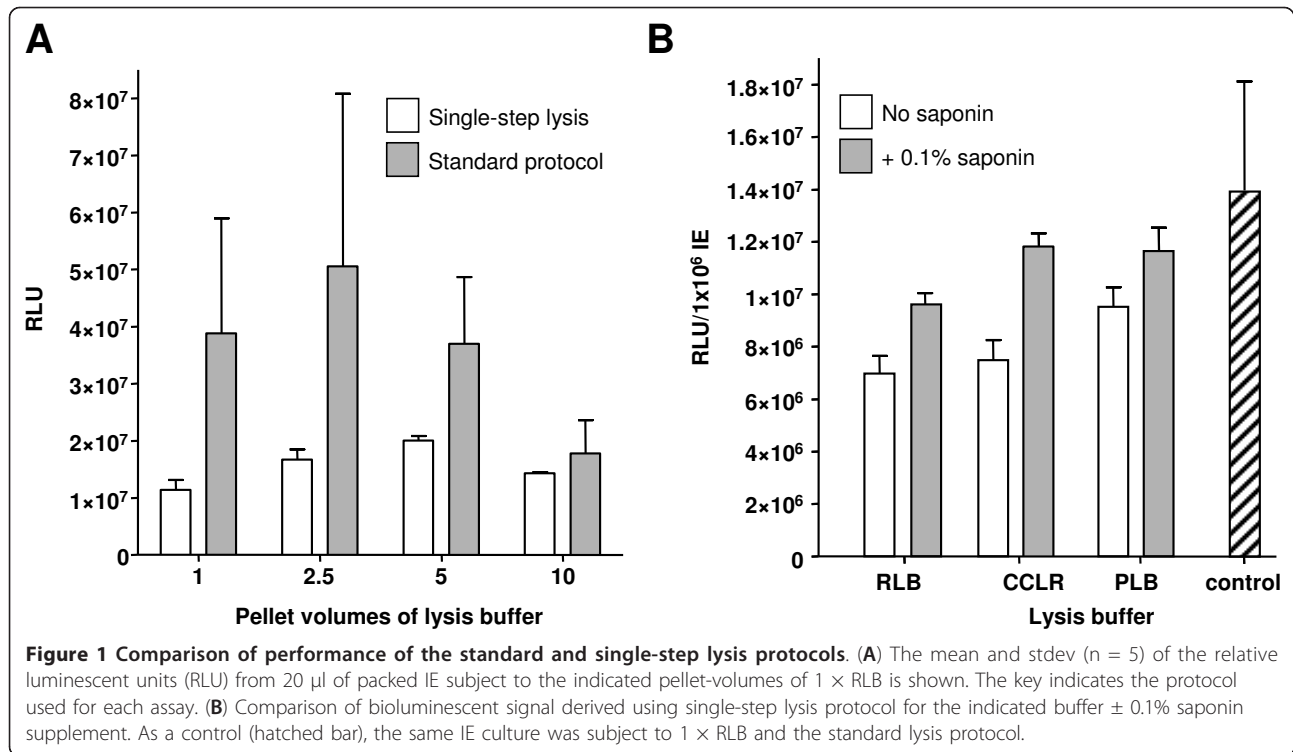 A
8×10⁷
7×10⁷
6×10⁷
5×10⁷
4×10⁷
3×10⁷
2×10⁷
1×10⁷
0
RLU
Single-step lysis
Standard protocol
1 2.5 5 10
Pellet volumes of lysis buffer
B
1.8×10⁷
1.6×10⁷
1.4×10⁷
1.2×10⁷
1×10⁷
8×10⁶
6×10⁶
4×10⁶
2×10⁶
0
RLU/1x10⁶ IE
No saponin
+ 0.1% saponin
RLB CCLR PLB control
Lysis buffer
Figure 1 Comparison of performance of the standard and single-step lysis protocols. (A) The mean and stdev (n = 5) of the relative
luminescent units (RLU) from 20 μl of packed IE subject to the indicated pellet-volumes of 1 × RLB is shown. The key indicates the protocol
used for each assay. (B) Comparison of bioluminescent signal derived using single-step lysis protocol for the indicated buffer ± 0.1% saponin
supplement. As a control (hatched bar), the same IE culture was subject to 1 × RLB and the standard lysis protocol.